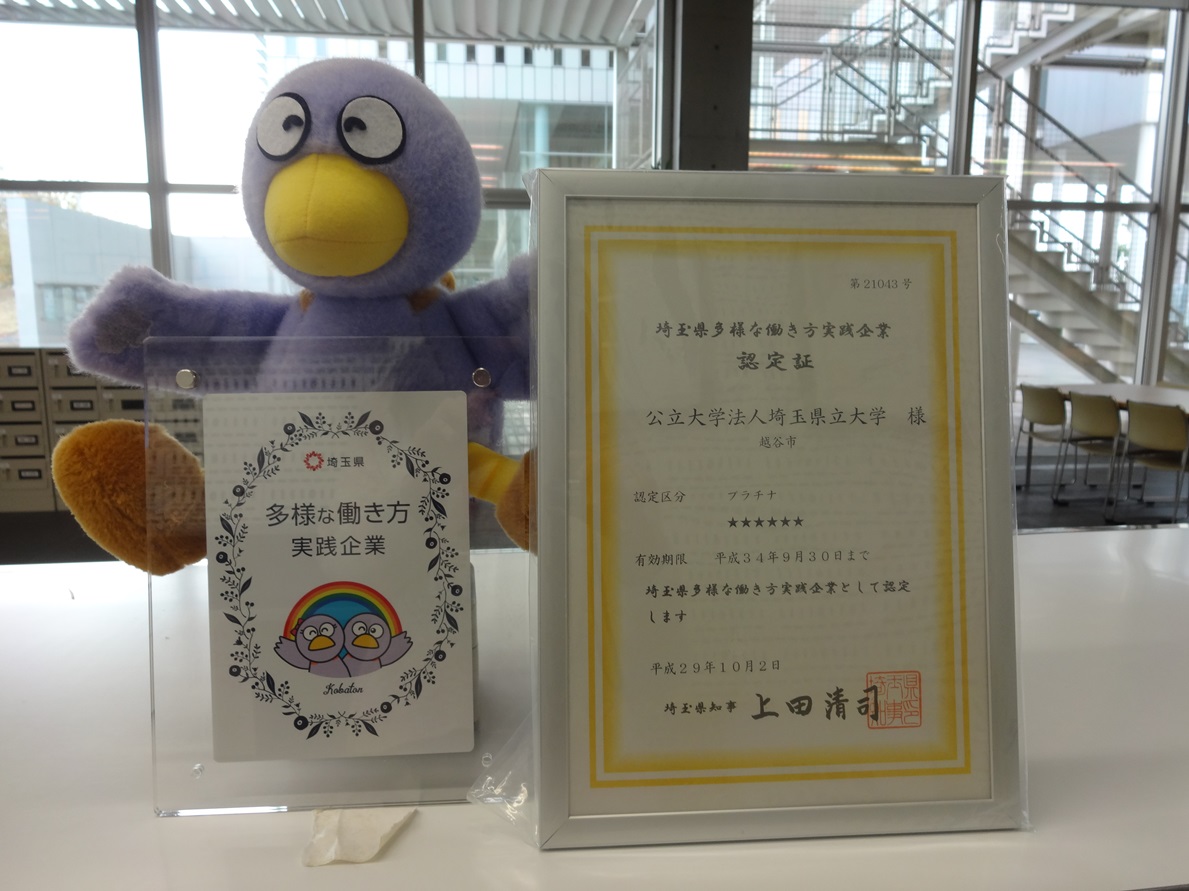 埼玉県
多様な働き方
実践企業
Kobaton
第21043号
埼玉県多様な働き方実践企業
認定証
公立大学法人埼玉県立大学 様
越谷市
認定区分 プラチナ
★★★★★★
有効期限 平成34年9月30日まで
埼玉県多様な働き方実践企業として認定
します
平成29年10月2日
埼玉県知事 上田清司